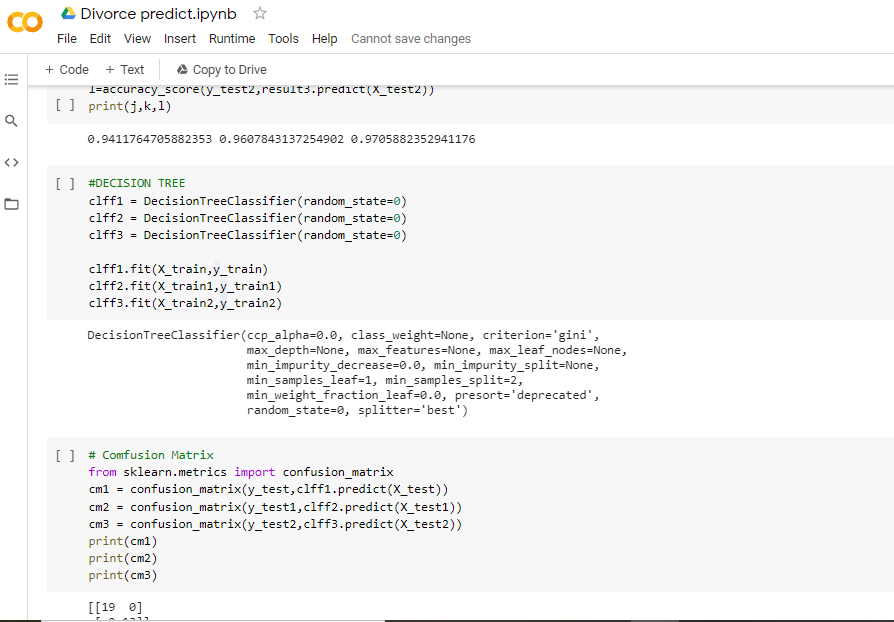 Divorce predict.ipynb
File Edit View Insert Runtime Tools Help Cannot save changes
+ Code + Text Copy to Drive
l=accuracy_score(y_test2,result3.predict(X_test2))
[ ] print(j,k,l)
0.9411764705882353 0.9607843137254902 0.9705882352941176
[ ] #DECISION TREE
clff1 = DecisionTreeClassifier(random_state=0)
clff2 = DecisionTreeClassifier(random_state=0)
clff3 = DecisionTreeClassifier(random_state=0)
clff1.fit(X_train,y_train)
clff2.fit(X_train1,y_train1)
clff3.fit(X_train2,y_train2)
DecisionTreeClassifier(ccp_alpha=0.0, class_weight=None, criterion='gini',
max_depth=None, max_features=None, max_leaf_nodes=None,
min_impurity_decrease=0.0, min_impurity_split=None,
min_samples_leaf=1, min_samples_split=2,
min_weight_fraction_leaf=0.0, presort='deprecated',
random_state=0, splitter='best')
[ ] # Comfusion Matrix
from sklearn.metrics import confusion_matrix
cm1 = confusion_matrix(y_test,clff1.predict(X_test))
cm2 = confusion_matrix(y_test1,clff2.predict(X_test1))
cm3 = confusion_matrix(y_test2,clff3.predict(X_test2))
print(cm1)
print(cm2)
print(cm3)
[[19 0]